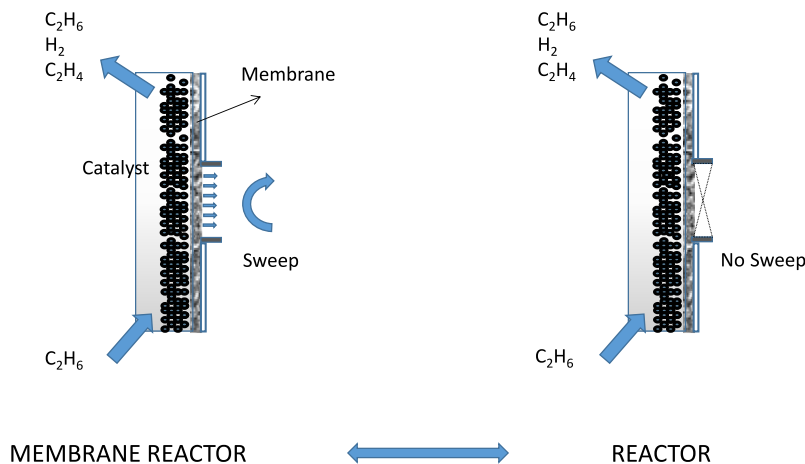 C₂H₆
H₂
C₂H₄
Membrane
Catalyst
Sweep
C₂H₆
MEMBRANE REACTOR
C₂H₆
H₂
C₂H₄
No Sweep
C₂H₆
REACTOR